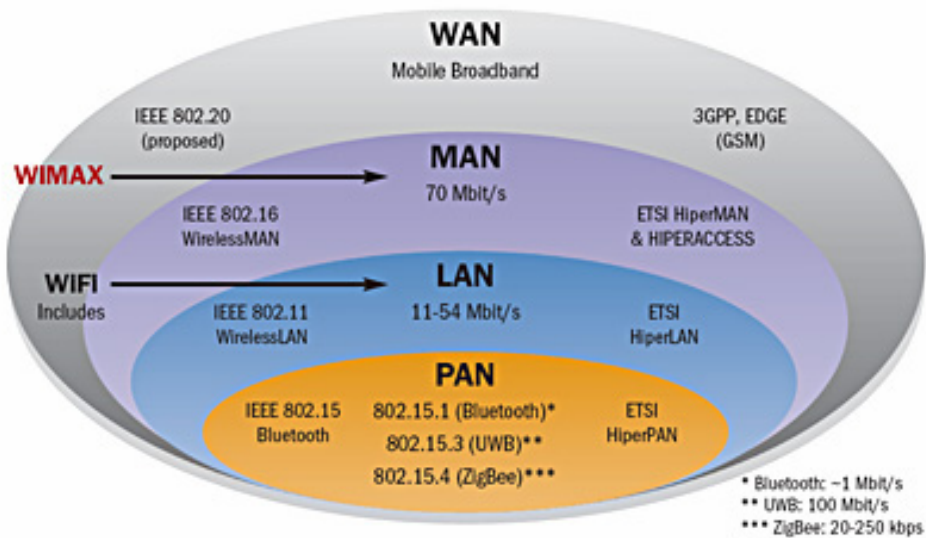 WAN
Mobile Broadband
IEEE 802.20
(proposed)
3GPP, EDGE
(GSM)
WIMAX
MAN
70 Mbit/s
IEEE 802.16
WirelessMAN
ETSI HiperMAN
& HIPERACCESS
WIFI
Includes
LAN
11-54 Mbit/s
IEEE 802.11
WirelessLAN
ETSI
HiperLAN
PAN
IEEE 802.15
Bluetooth
802.15.1 (Bluetooth)*
802.15.3 (UWB)**
802.15.4 (ZigBee)***
ETSI
HiperPAN
* Bluetooth: ~1 Mbit/s
** UWB: 100 Mbit/s
*** ZigBee: 20-250 kbps